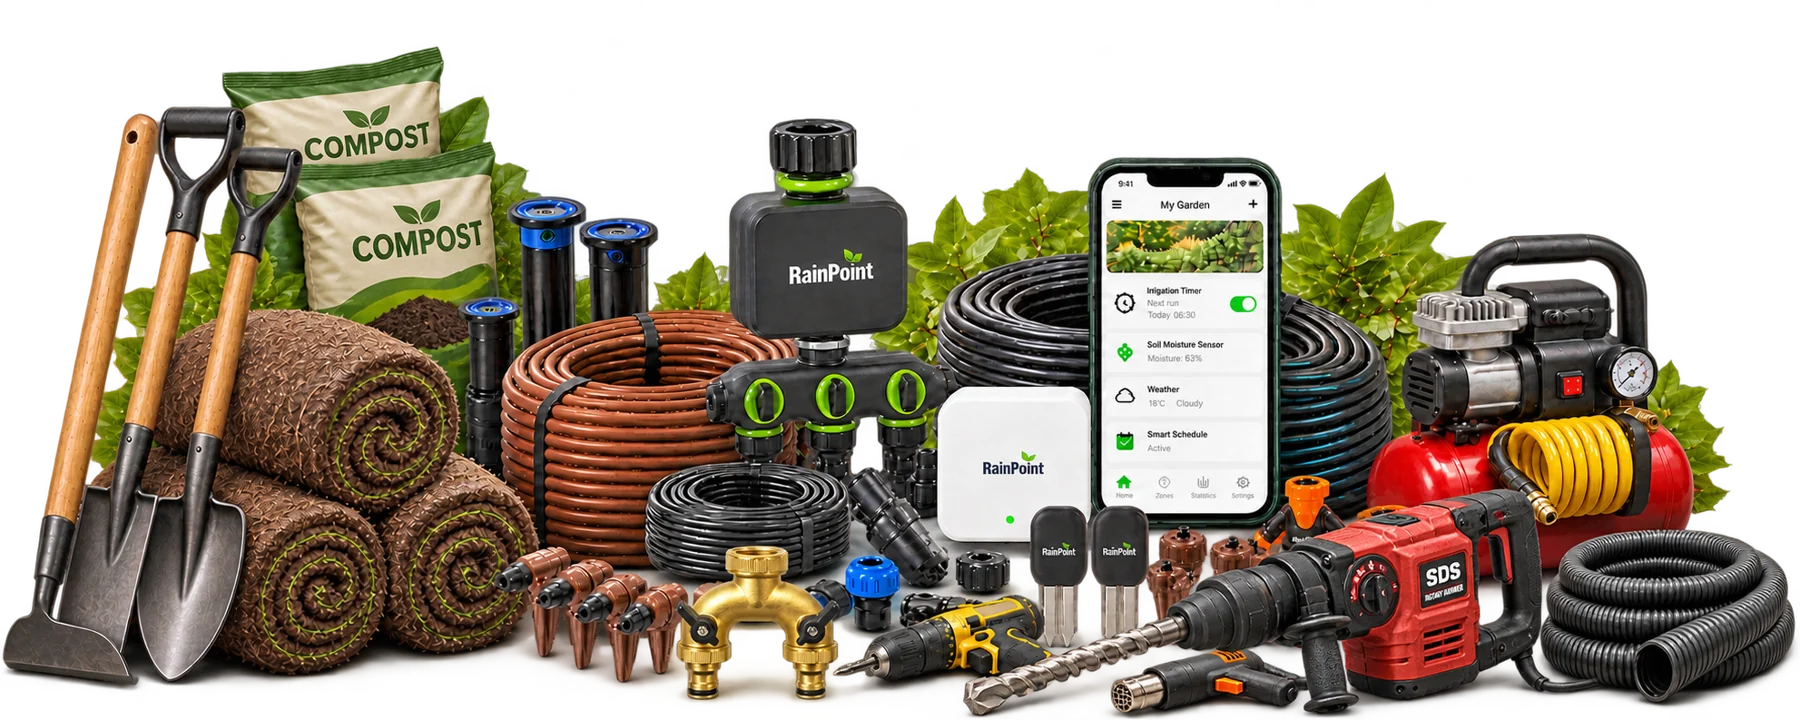 COMPOST
COMPOST
RainPoint
9:41
My Garden
Irrigation Timer
Next run
Today 06:30
Soil Moisture Sensor
Moisture: 63%
Weather
18°C Cloudy
Smart Schedule
Active
Home Zones Statistics Settings
RainPoint
RainPoint
RainPoint
SDS